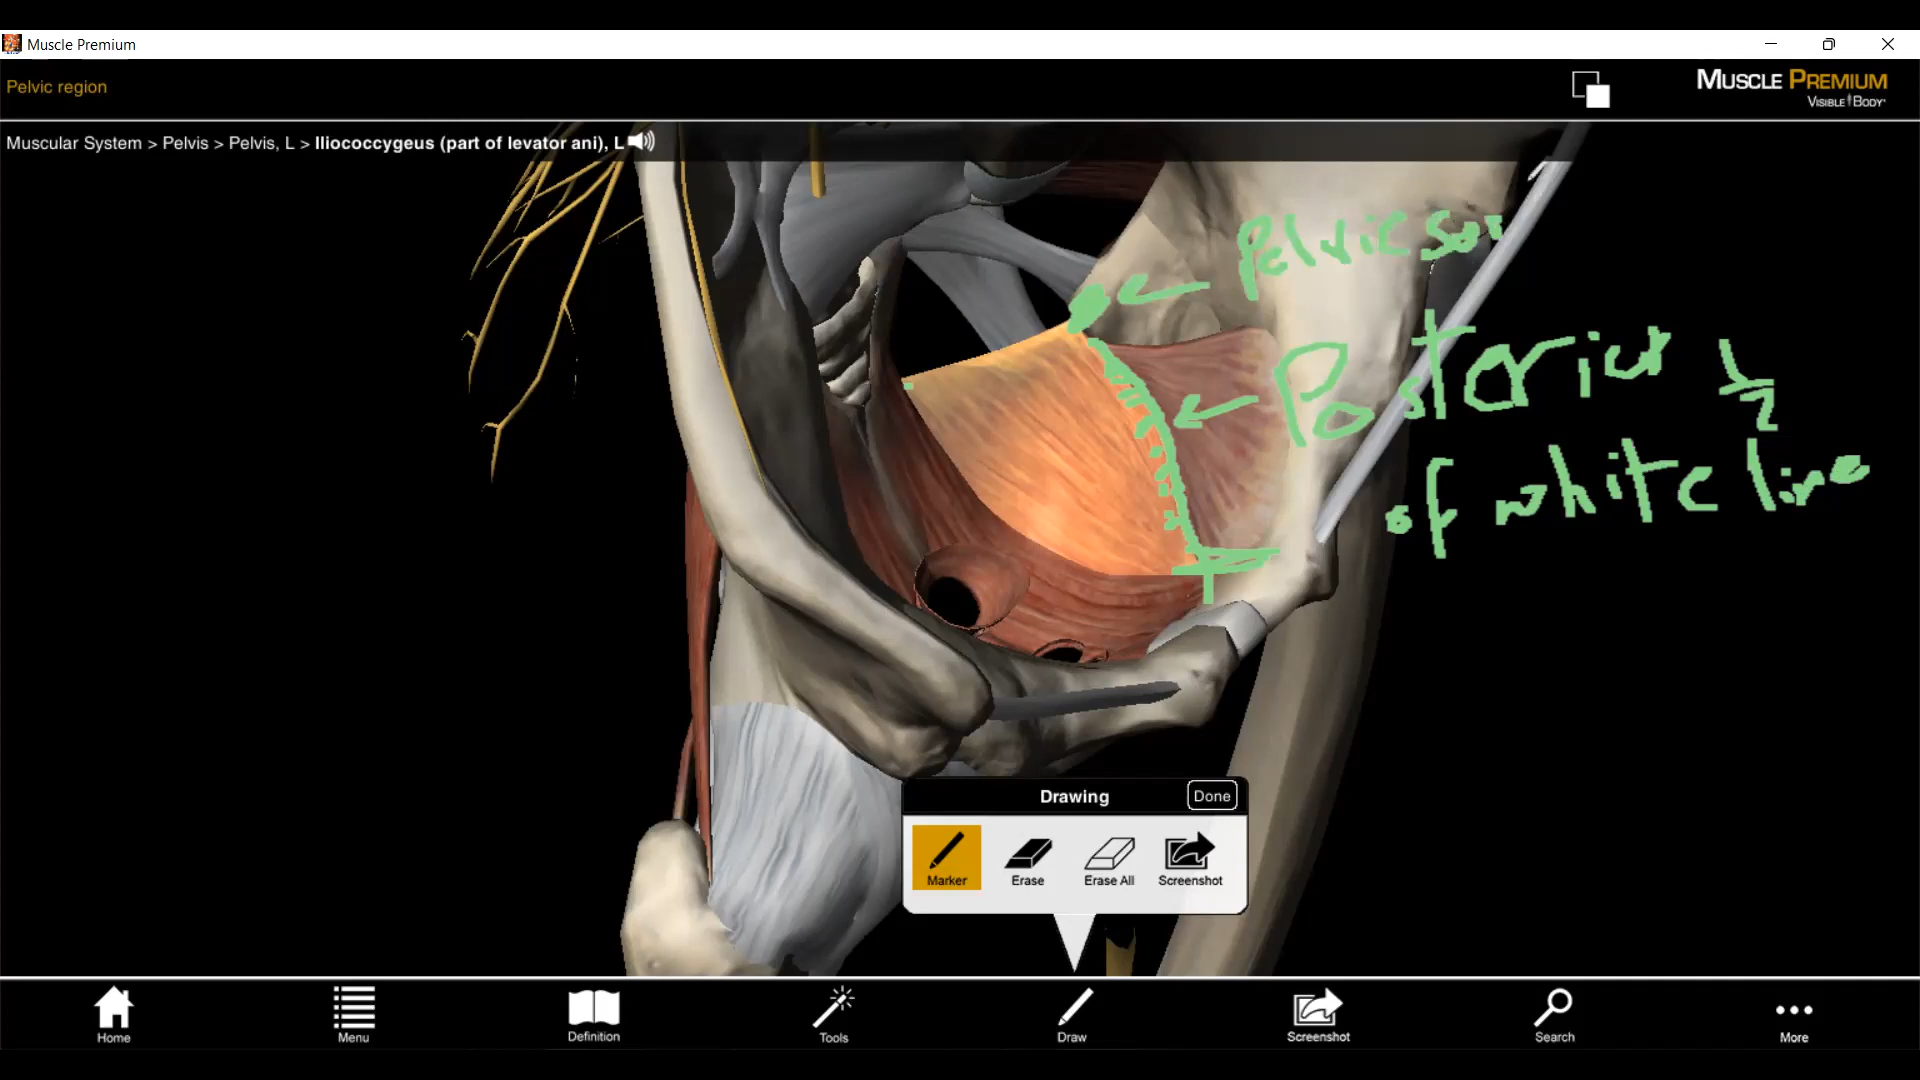 Muscle Premium
Pelvic region
MUSCLE PREMIUM
VISIBLE BODY
Muscular System > Pelvis > Pelvis, L > Iliococcygeus (part of levator ani), L
Pelvic
Posterior 1/2
of white line
Drawing
Done
Marker
Erase
Erase All
Screenshot
Home
Menu
Definition
Tools
Draw
Screenshot
Search
More